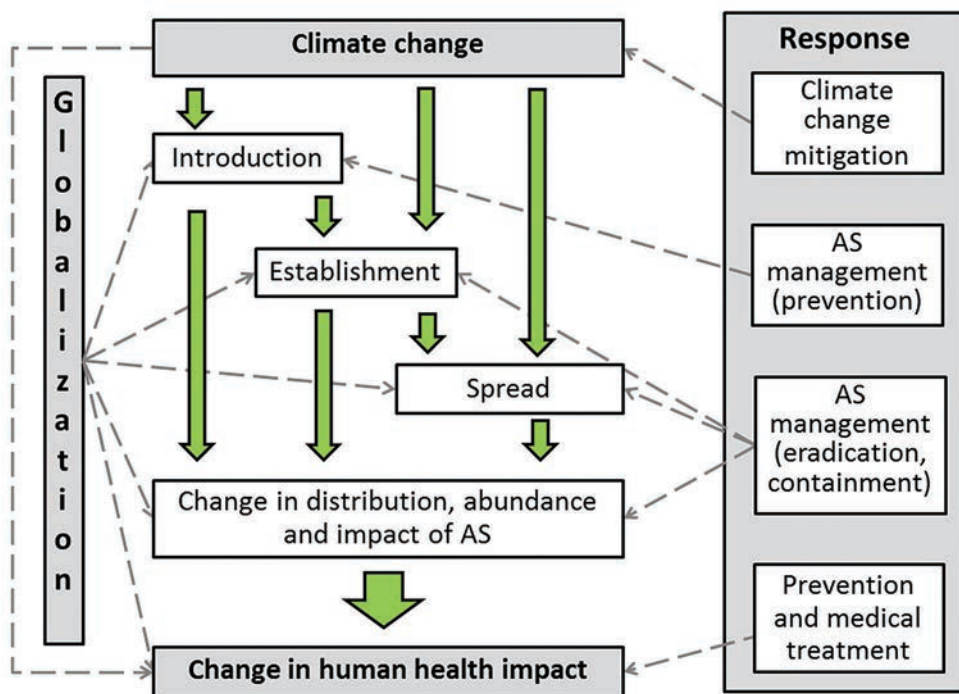 Climate change
Globalization
Introduction
Establishment
Spread
Change in distribution, abundance
and impact of AS
Change in human health impact
Response
Climate
change
mitigation
AS
management
(prevention)
AS
management
(eradication,
containment)
Prevention
and medical
treatment